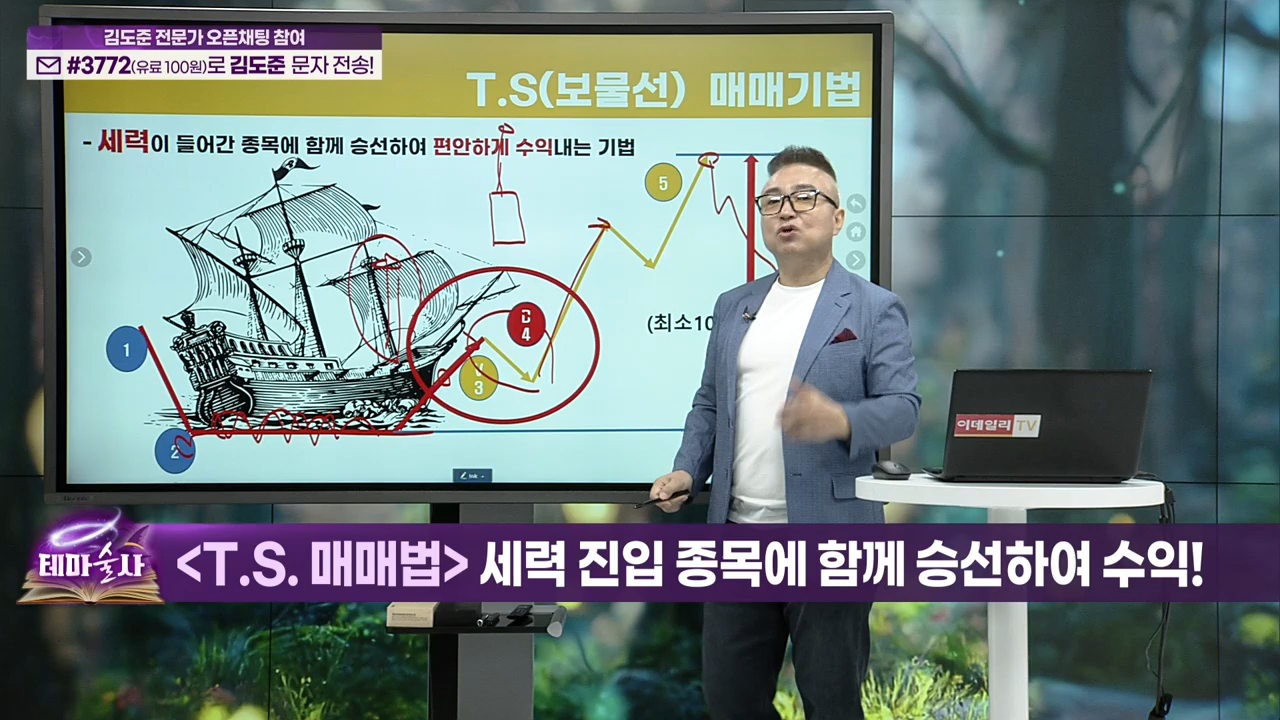 김도준 전문가 오픈채팅 참여
#3772(유료 100원)로 김도준 문자 전송!
T.S(보물선) 매매기법
- 세력이 들어간 종목에 함께 승선하여 편안하게 수익내는 기법
5
1
4
3
2
(최소10
Ink
이데일리TV
테마술사
<T.S. 매매법> 세력 진입 종목에 함께 승선하여 수익!